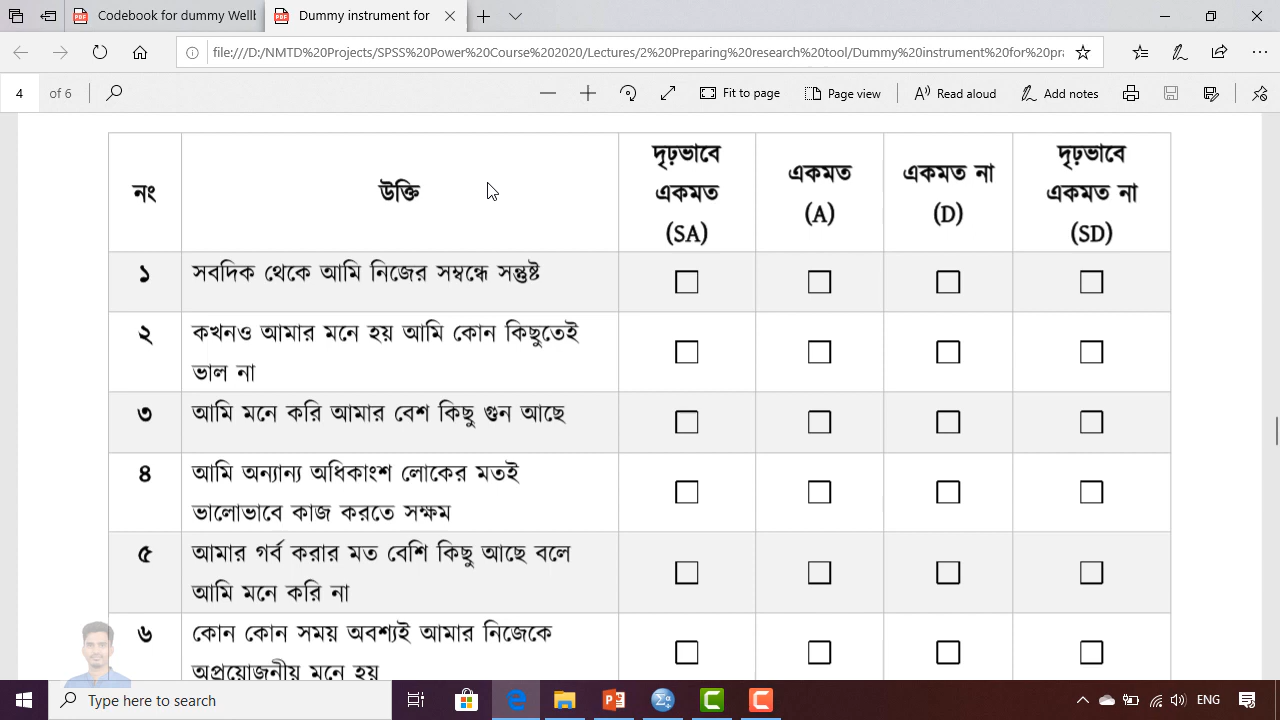 Codebook for dummy Welll
Dummy instrument for
file:///D:/NMTD%20Projects/SPSS%20Power%20Course%202020/Lectures/2%20Preparing%20research%20tool/Dummy%20instrument%20for%20pra
4 of 6
Fit to page
Page view
Read aloud
Add notes
নং
উক্তি
দৃঢ়ভাবে
একমত
(SA)
একমত
(A)
একমত না
(D)
দৃঢ়ভাবে
একমত না
(SD)
১ সবদিক থেকে আমি নিজের সম্বন্ধে সন্তুষ্ট
২ কখনও আমার মনে হয় আমি কোন কিছুতেই
ভাল না
৩ আমি মনে করি আমার বেশ কিছু গুন আছে
৪ আমি অন্যান্য অধিকাংশ লোকের মতই
ভালোভাবে কাজ করতে সক্ষম
৫ আমার গর্ব করার মত বেশি কিছু আছে বলে
আমি মনে করি না
৬ কোন কোন সময় অবশ্যই আমার নিজেকে
অপ্রয়োজনীয় মনে হয়
Type here to search
ENG